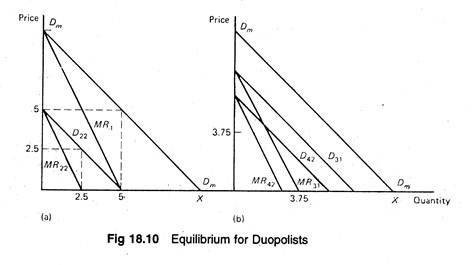 Price
Dm
5
MR1
D22
2.5
MR22
Dm
2.5
5
X
(a)
Price
Dm
3.75
D42
D31
MR42
MR31
Dm
3.75
X
Quantity
(b)
Fig 18.10 Equilibrium for Duopolists